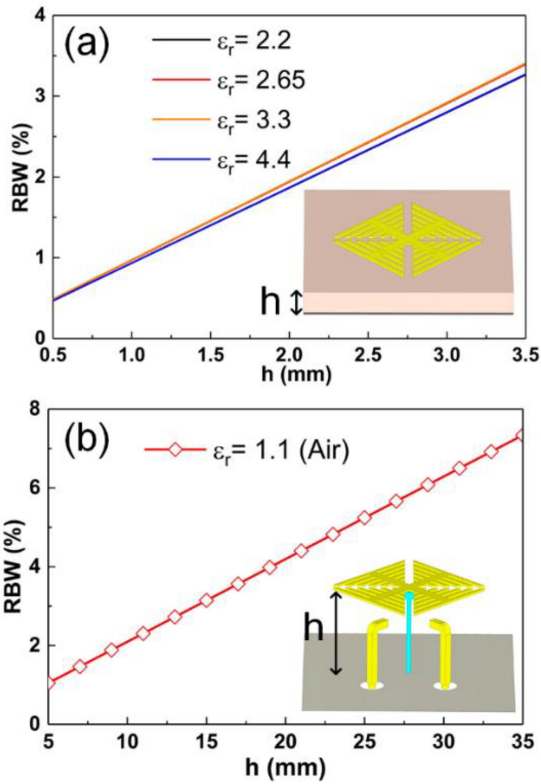 (a)
εr= 2.2
εr= 2.65
εr= 3.3
εr= 4.4
RBW (%)
4
3
2
1
0
h
0.5 1.0 1.5 2.0 2.5 3.0 3.5
h (mm)
(b)
εr= 1.1 (Air)
RBW (%)
8
6
4
2
0
h
5 10 15 20 25 30 35
h (mm)